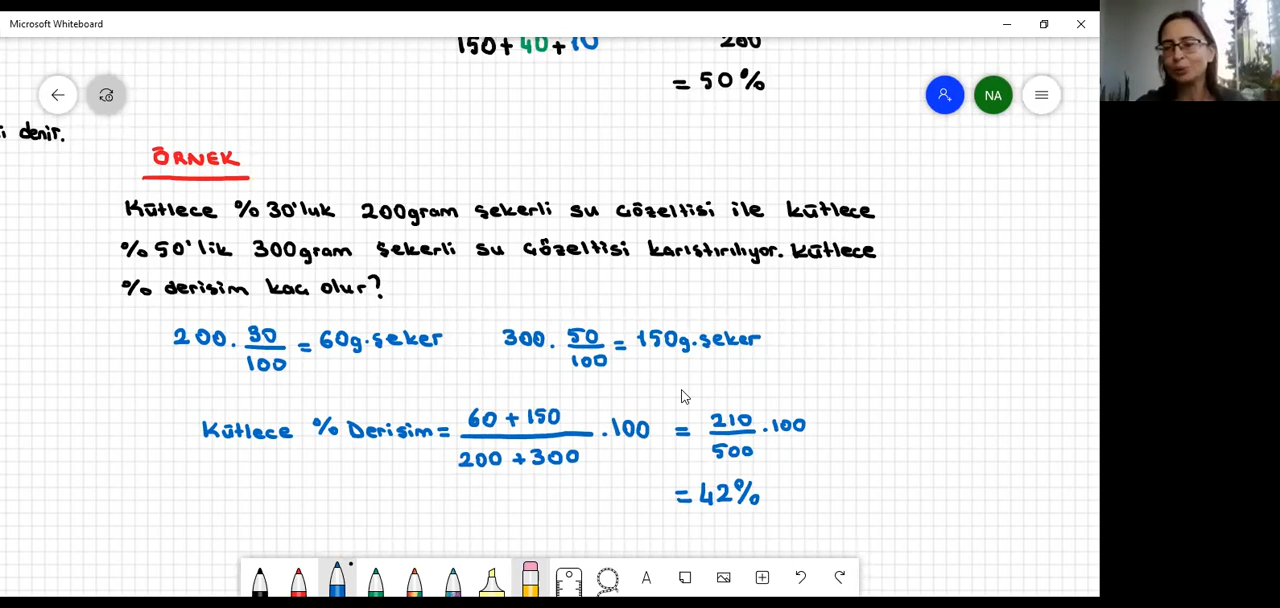 Microsoft Whiteboard
150+40+10
200
= 50%
NA
i denir.
ÖRNEK
Kütlece %30'luk 200gram şekerli su çözeltisi ile kütlece
%50'lik 300gram şekerli su çözeltisi karıştırılıyor. Kütlece
% derişim kaç olur?
200 . 30/100 = 60g.şeker 300 . 50/100 = 150g.şeker
Kütlece % Derişim = 60 + 150 / 200 + 300 . 100 = 210/500 . 100
= 42%